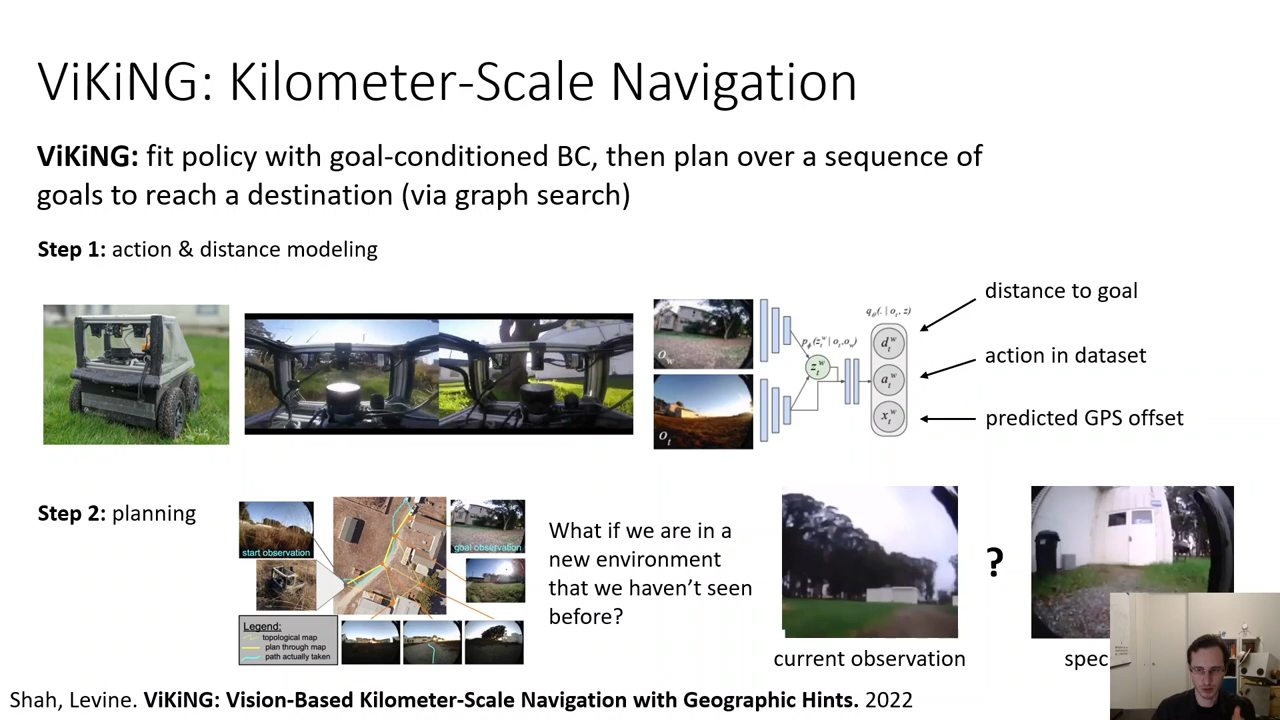 ViKiNG: Kilometer-Scale Navigation
ViKiNG: fit policy with goal-conditioned BC, then plan over a sequence of
goals to reach a destination (via graph search)
Step 1: action & distance modeling
distance to goal
action in dataset
predicted GPS offset
Step 2: planning
start observation
goal observation
Legend:
topological map
plan through map
path actually taken
What if we are in a
new environment
that we haven't seen
before?
?
current observation
spec
Shah, Levine. ViKiNG: Vision-Based Kilometer-Scale Navigation with Geographic Hints. 2022